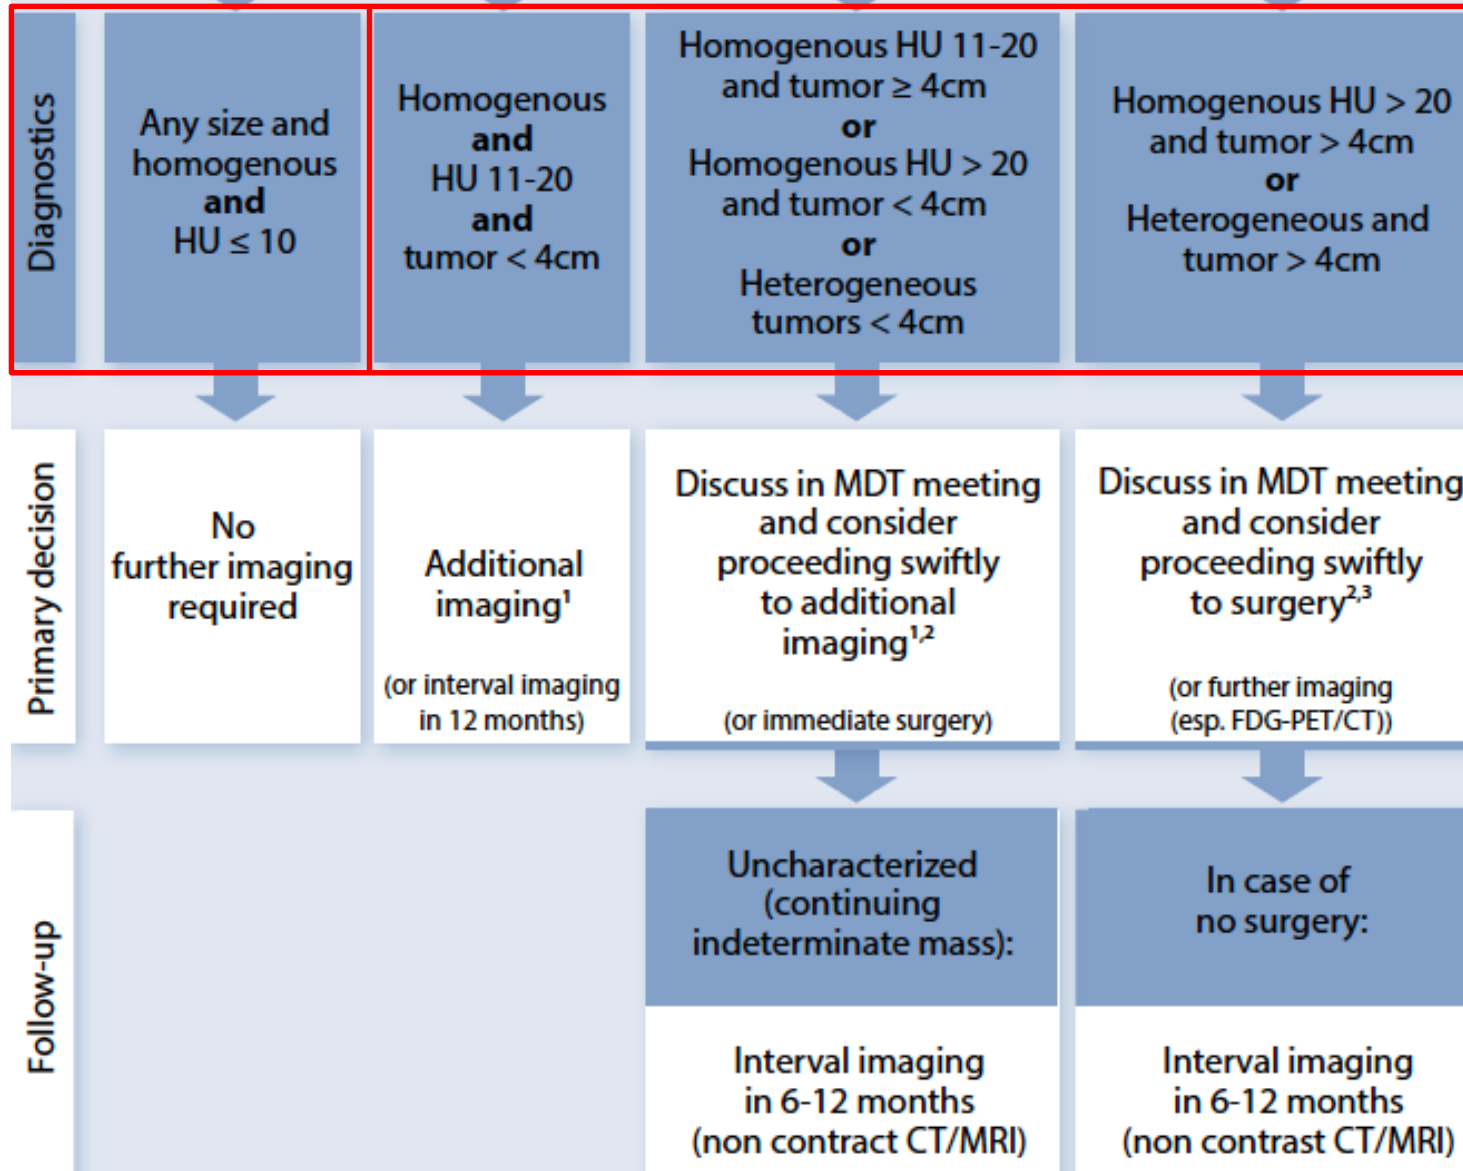 Diagnostics
Any size and
homogenous
and
HU ≤ 10
Homogenous
and
HU 11-20
and
tumor < 4cm
Homogenous HU 11-20
and tumor ≥ 4cm
or
Homogenous HU > 20
and tumor < 4cm
or
Heterogeneous
tumors < 4cm
Homogenous HU > 20
and tumor > 4cm
or
Heterogeneous and
tumor > 4cm
Primary decision
No
further imaging
required
Additional
imaging¹
(or interval imaging
in 12 months)
Discuss in MDT meeting
and consider
proceeding swiftly
to additional
imaging¹,²
(or immediate surgery)
Discuss in MDT meeting
and consider
proceeding swiftly
to surgery²,³
(or further imaging
(esp. FDG-PET/CT))
Follow-up
Uncharacterized
(continuing
indeterminate mass):
Interval imaging
in 6-12 months
(non contract CT/MRI)
In case of
no surgery:
Interval imaging
in 6-12 months
(non contrast CT/MRI)